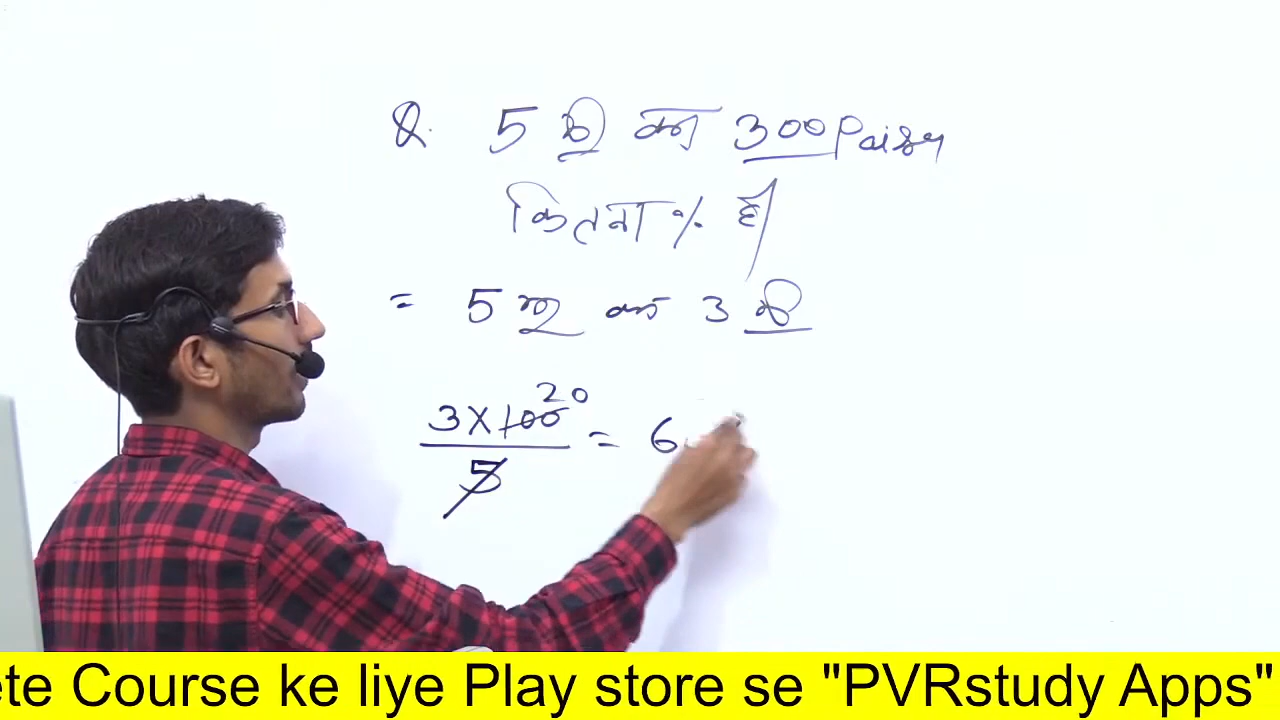 Q. 5 रू का 300 Paisa
कितना % है
= 5 रू का 3 रू
3 X 100 20
5
= 6
ete Course ke liye Play store se "PVRstudy Apps"